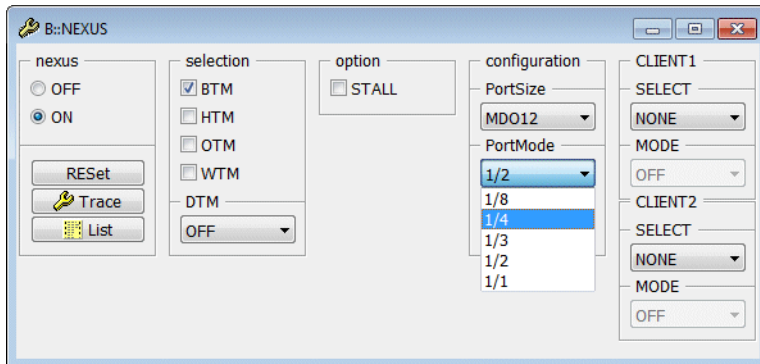 B::NEXUS
nexus
OFF
ON
RESet
Trace
List
selection
BTM
HTM
OTM
WTM
DTM
OFF
option
STALL
configuration
PortSize
MDO12
PortMode
1/2
1/8
1/4
1/3
1/2
1/1
CLIENT1
SELECT
NONE
MODE
OFF
CLIENT2
SELECT
NONE
MODE
OFF